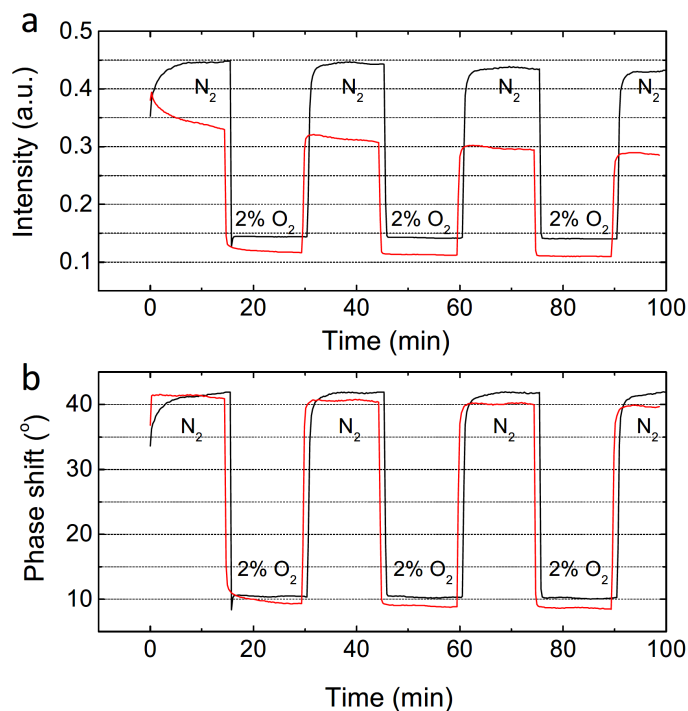 a
0.5
0.4
0.3
0.2
0.1
Intensity (a.u.)
N2 N2 N2 N2
2% O2 2% O2 2% O2
0 20 40 60 80 100
Time (min)
b
40
30
20
10
Phase shift (°)
N2 N2 N2 N2
2% O2 2% O2 2% O2
0 20 40 60 80 100
Time (min)